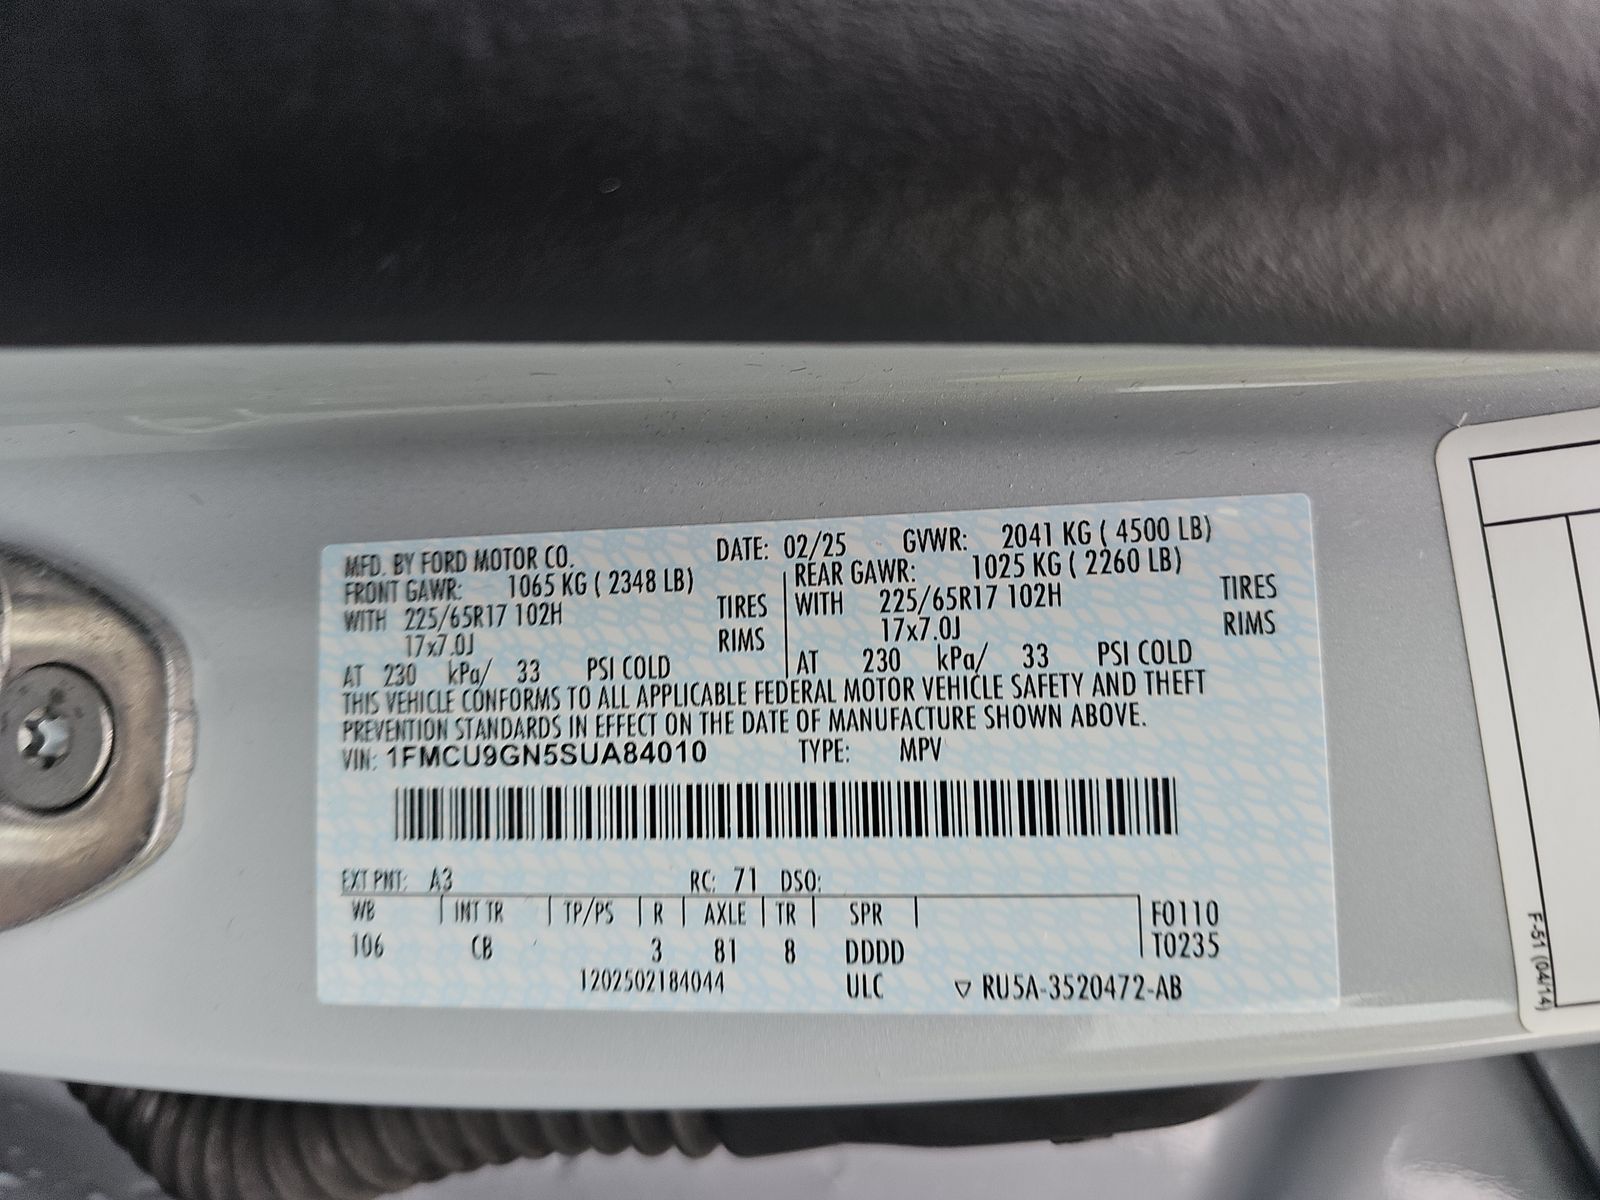 MFD. BY FORD MOTOR CO. DATE: 02/25 GVWR: 2041 KG ( 4500 LB)
FRONT GAWR: 1065 KG ( 2348 LB) REAR GAWR: 1025 KG ( 2260 LB)
WITH 225/65R17 102H TIRES WITH 225/65R17 102H TIRES
17x7.0J RIMS 17x7.0J RIMS
AT 230 kPa/ 33 PSI COLD AT 230 kPa/ 33 PSI COLD
THIS VEHICLE CONFORMS TO ALL APPLICABLE FEDERAL MOTOR VEHICLE SAFETY AND THEFT
PREVENTION STANDARDS IN EFFECT ON THE DATE OF MANUFACTURE SHOWN ABOVE.
VIN: 1FMCU9GN5SUA84010 TYPE: MPV
EXT PNT: A3 RC: 71 DSO:
WB INT TR TP/PS R AXLE TR SPR F0110
106 CB 3 81 8 DDDD T0235
1202502184044 ULC ▽ RU5A-3520472-AB
F-51 (04/14)